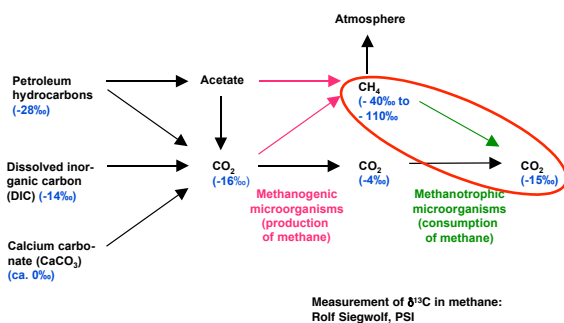 Atmosphere
Petroleum
hydrocarbons
(-28‰)
Acetate
CH₄
(- 40‰ to
- 110‰
Dissolved inor-
ganic carbon
(DIC) (-14‰)
CO₂
(-16‰)
CO₂
(-4‰)
CO₂
(-15‰)
Methanogenic
microorganisms
(production
of methane)
Methanotrophic
microorganisms
(consumption
of methane)
Calcium carbo-
nate (CaCO₃)
(ca. 0‰)
Measurement of δ¹³C in methane:
Rolf Siegwolf, PSI